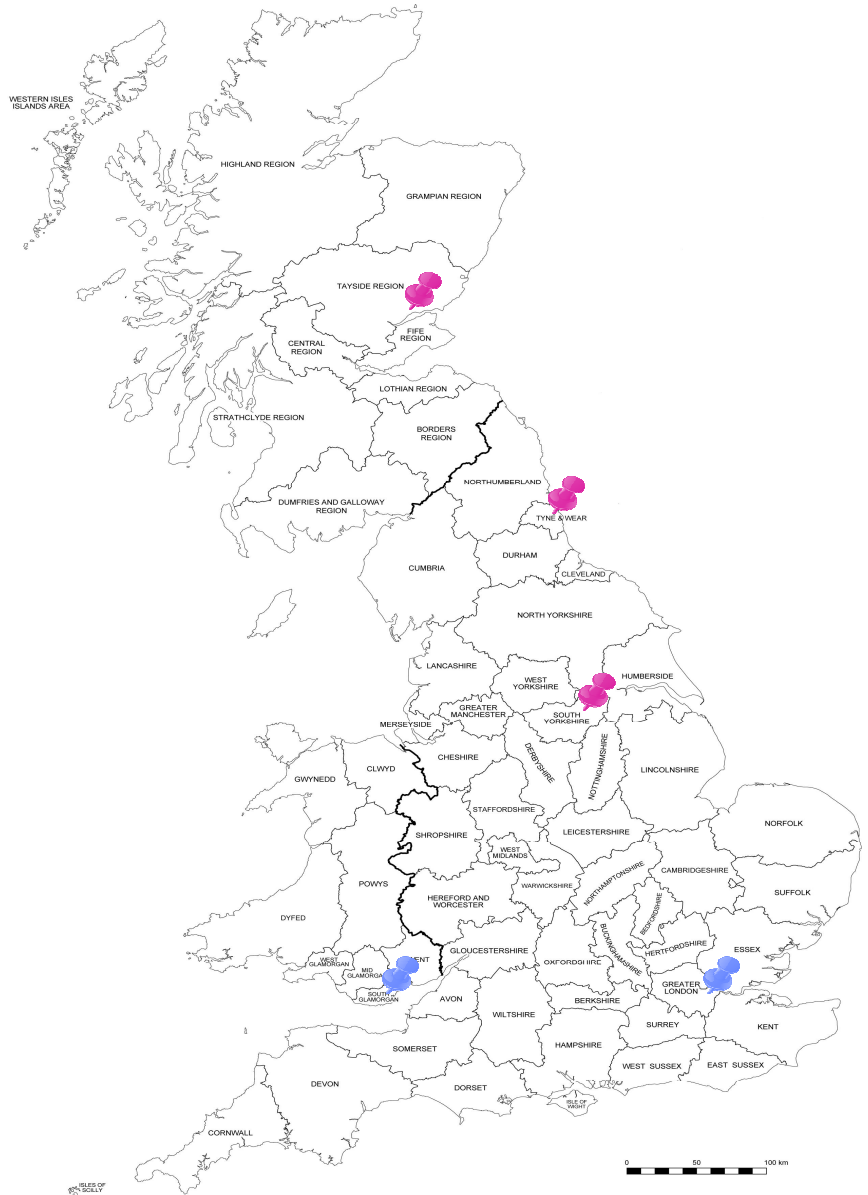 WESTERN ISLES
ISLANDS AREA
HIGHLAND REGION
GRAMPIAN REGION
TAYSIDE REGION
FIFE
REGION
CENTRAL
REGION
LOTHIAN REGION
STRATHCLYDE REGION
BORDERS
REGION
NORTHUMBERLAND
DUMFRIES AND GALLOWAY
REGION
TYNE & WEAR
DURHAM
CUMBRIA
CLEVELAND
NORTH YORKSHIRE
LANCASHIRE
WEST
YORKSHIRE
HUMBERSIDE
GREATER
MANCHESTER
SOUTH
YORKSHIRE
MERSEYSIDE
CHESHIRE
DERBYSHIRE
NOTTINGHAMSHIRE
LINCOLNSHIRE
CLWYD
GWYNEDD
STAFFORDSHIRE
SHROPSHIRE
LEICESTERSHIRE
NORFOLK
WEST
MIDLANDS
POWYS
HEREFORD AND
WORCESTER
WARWICKSHIRE
NORTHAMPTONSHIRE
CAMBRIDGESHIRE
SUFFOLK
BEDFORDSHIRE
DYFED
GLOUCESTERSHIRE
BUCKINGHAMSHIRE
HERTFORDSHIRE
ESSEX
WEST
GLAMORGAN
MID
OXFORDSHIRE
SOUTH
GLAMORGAN
GREATER
LONDON
AVON
BERKSHIRE
WILTSHIRE
SURREY
KENT
SOMERSET
HAMPSHIRE
WEST SUSSEX
EAST SUSSEX
DEVON
DORSET
ISLE OF
WIGHT
CORNWALL
ISLES OF
SCILLY
0 50 100 km